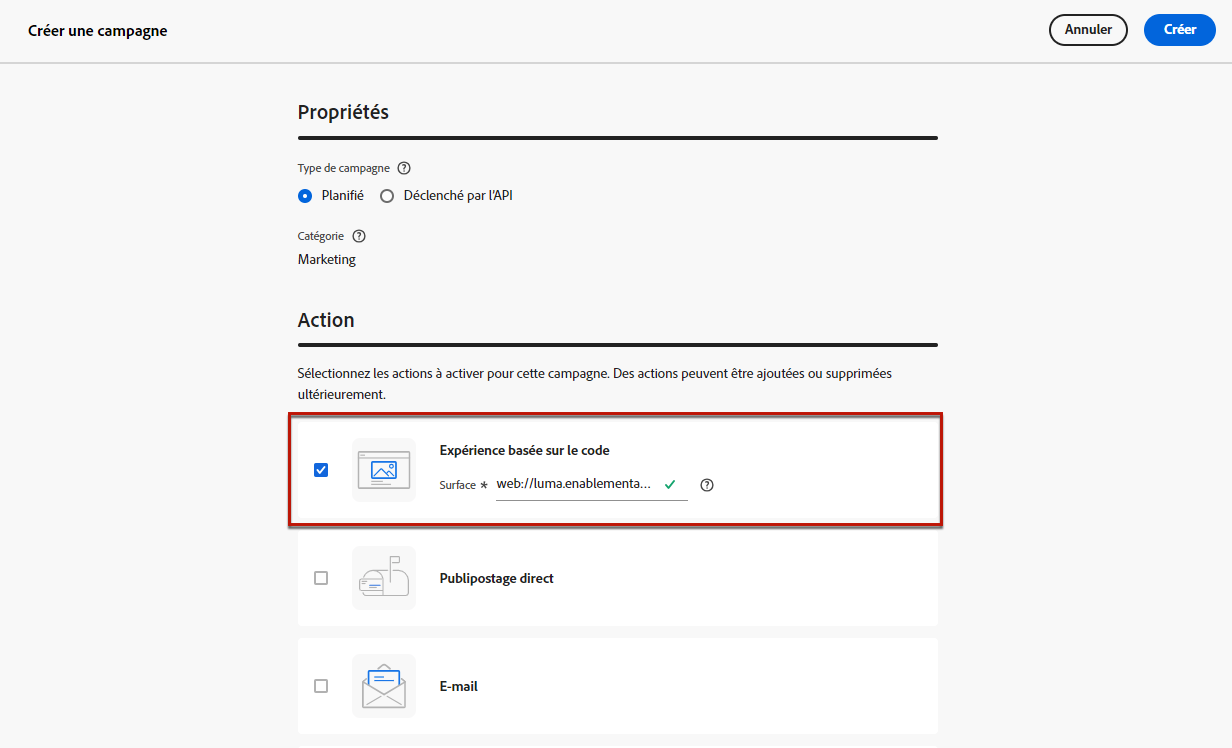 Créer une campagne
Annuler
Créer
Propriétés
Type de campagne ?
Planifié
Déclenché par l'API
Catégorie ?
Marketing
Action
Sélectionnez les actions à activer pour cette campagne. Des actions peuvent être ajoutées ou supprimées
ultérieurement.
Expérience basée sur le code
Surface * web://luma.enablementa... ?
Publipostage direct
E-mail